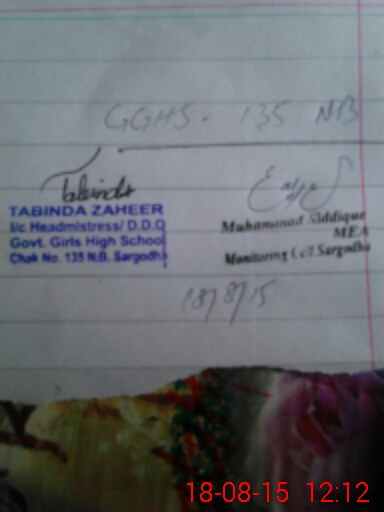 GGHS. 135 NB
Tabinda
TABINDA ZAHEER
I/c Headmistress/ D.D.O
Govt. Girls High School
Chak No. 135 N.B. Sargodha
Muhammad Siddique
MEA
Monitoring Cell Sargodha
18/8/15
18-08-15 12:12